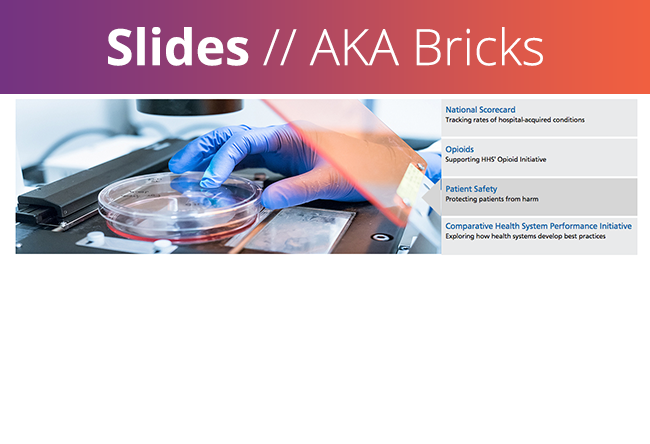 Slides // AKA Bricks
National Scorecard
Tracking rates of hospital-acquired conditions
Opioids
Supporting HHS' Opioid Initiative
Patient Safety
Protecting patients from harm
Comparative Health System Performance Initiative
Exploring how health systems develop best practices